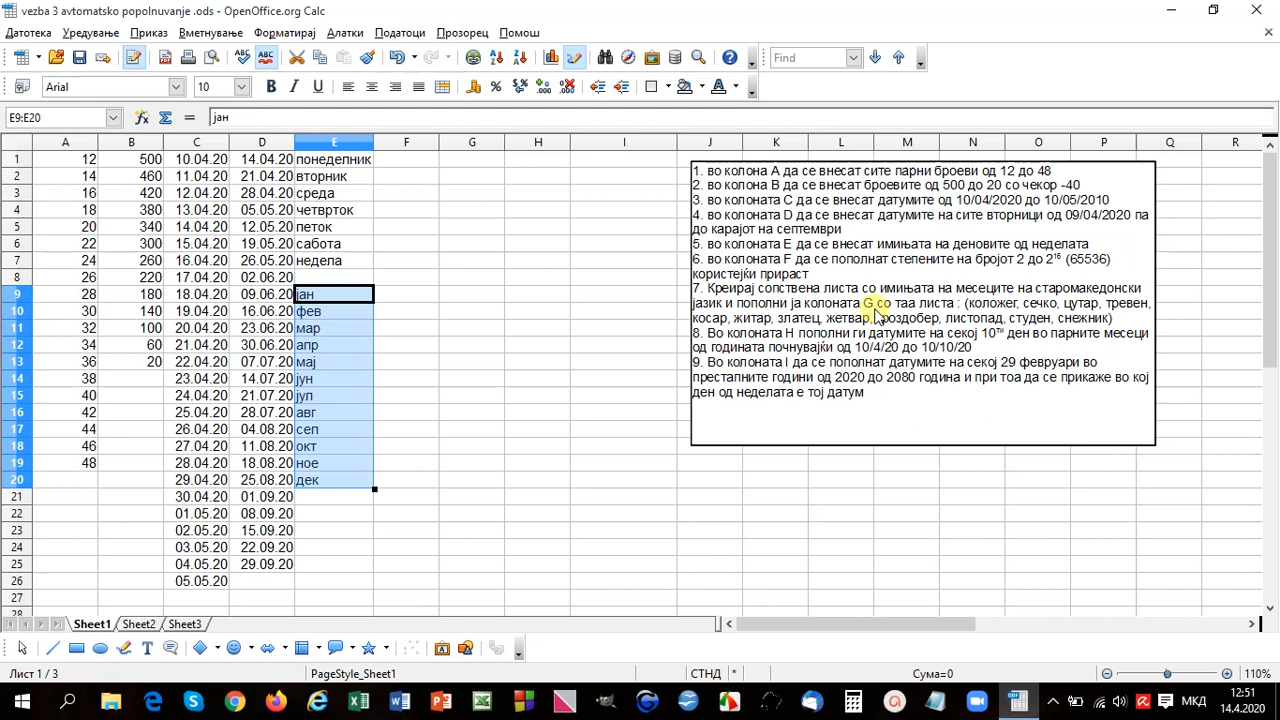 vezba 3 avtomatsko popolnuvanje .ods - OpenOffice.org Calc
Датотека Уредување Приказ Вметнување Форматирај Алатки Податоци Прозорец Помош
Find
Arial 10
E9:E20 јан
A B C D E F G H I J K L M N O P Q R
1 12 500 10.04.20 14.04.20 понеделник
2 14 460 11.04.20 21.04.20 вторник
3 16 420 12.04.20 28.04.20 среда
4 18 380 13.04.20 05.05.20 четврток
5 20 340 14.04.20 12.05.20 петок
6 22 300 15.04.20 19.05.20 сабота
7 24 260 16.04.20 26.05.20 недела
8 26 220 17.04.20 02.06.20
9 28 180 18.04.20 09.06.20 јан
10 30 140 19.04.20 16.06.20 фев
11 32 100 20.04.20 23.06.20 мар
12 34 60 21.04.20 30.06.20 апр
13 36 20 22.04.20 07.07.20 мај
14 38 23.04.20 14.07.20 јун
15 40 24.04.20 21.07.20 јул
16 42 25.04.20 28.07.20 авг
17 44 26.04.20 04.08.20 сеп
18 46 27.04.20 11.08.20 окт
19 48 28.04.20 18.08.20 ное
20 29.04.20 25.08.20 дек
21 30.04.20 01.09.20
22 01.05.20 08.09.20
23 02.05.20 15.09.20
24 03.05.20 22.09.20
25 04.05.20 29.09.20
26 05.05.20
27
28
1. во колона А да се внесат сите парни броеви од 12 до 48
2. во колона В да се внесат броевите од 500 до 20 со чекор -40
3. во колоната С да се внесат датумите од 10/04/2020 до 10/05/2010
4. во колоната D да се внесат датумите на сите вторници од 09/04/2020 па
до карајот на септември
5. во колоната Е да се внесат имињата на деновите од неделата
6. во колоната F да се пополнат степените на бројот 2 до 2¹⁶ (65536)
користејќи прираст
7. Креирај сопствена листа со имињата на месеците на старомакедонски
јазик и пополни ја колоната G со таа листа : (коложег, сечко, цутар, тревен,
косар, житар, златец, жетвар, гроздобер, листопад, студен, снежник)
8. Во колоната Н пополни ги датумите на секој 10ᵀᴻ ден во парните месеци
од годината почнувајќи од 10/4/20 до 10/10/20
9. Во колоната I да се пополнат датумите на секој 29 февруари во
престапните години од 2020 до 2080 година и при тоа да се прикаже во кој
ден од неделата е тој датум
Sheet1 Sheet2 Sheet3
Лист 1 / 3 PageStyle_Sheet1 СТНД * Сума=0 110%
МКД 12:51
14.4.2020